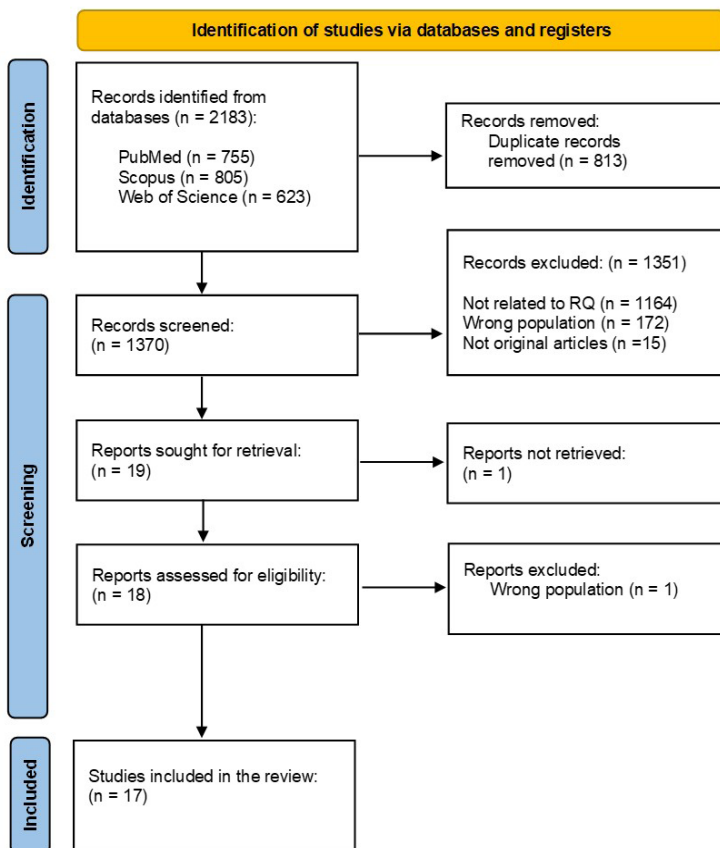 Identification of studies via databases and registers
Identification
Records identified from
databases (n = 2183):
PubMed (n = 755)
Scopus (n = 805)
Web of Science (n = 623)
Records removed:
Duplicate records
removed (n = 813)
Screening
Records screened:
(n = 1370)
Records excluded: (n = 1351)
Not related to RQ (n = 1164)
Wrong population (n = 172)
Not original articles (n =15)
Reports sought for retrieval:
(n = 19)
Reports not retrieved:
(n = 1)
Reports assessed for eligibility:
(n = 18)
Reports excluded:
Wrong population (n = 1)
Included
Studies included in the review:
(n = 17)